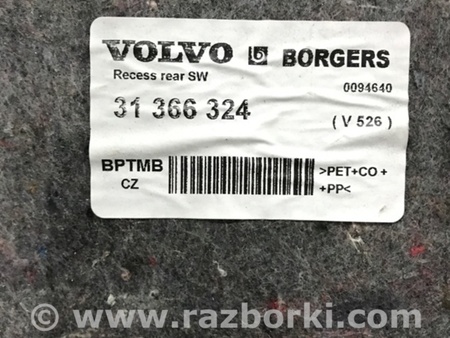 VOLVO BORGERS
Recess rear SW 0094640
31 366 324 ( V 526 )
BPTMB >PET+CO +
CZ +PP<
© www.razborki.com